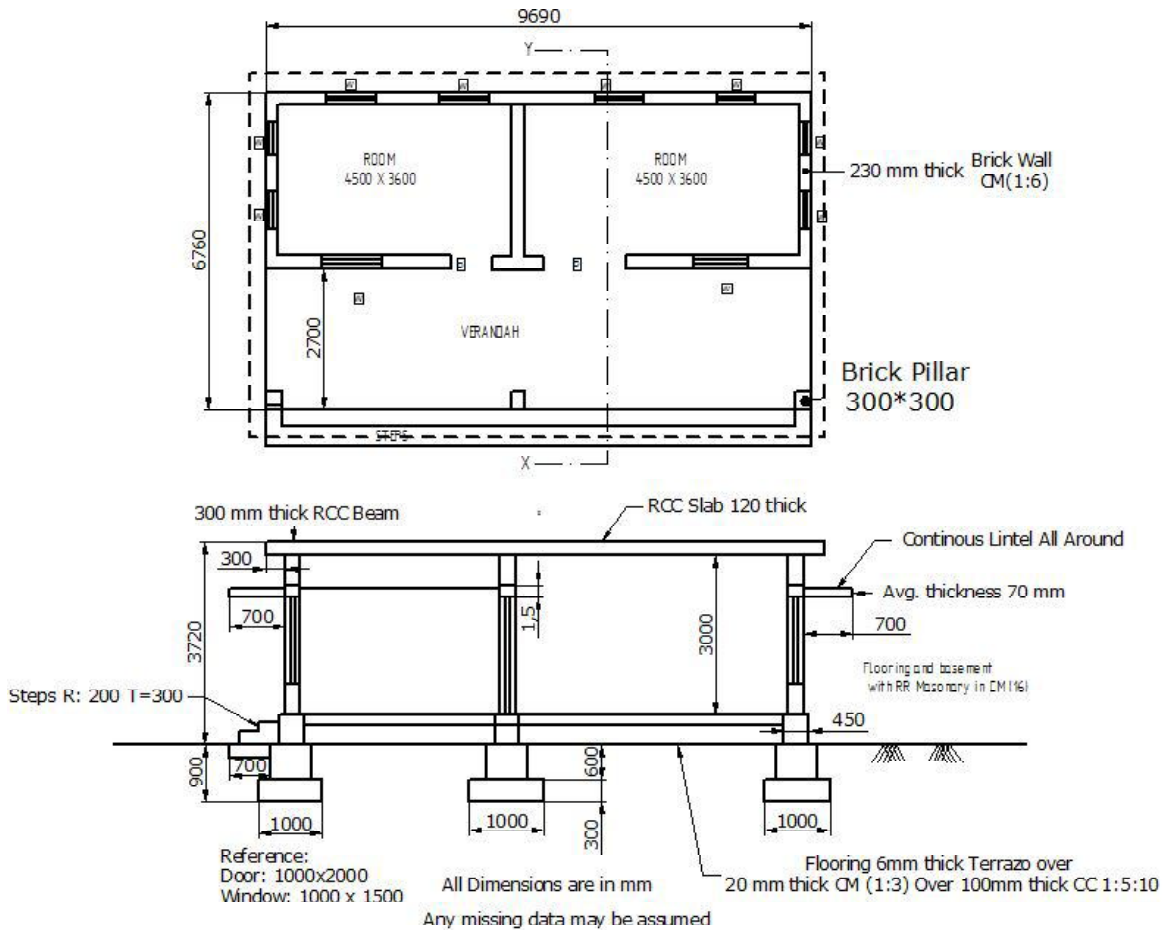 9690
Y
ROOM
4500 X 3600
ROOM
4500 X 3600
230 mm thick
Brick Wall
CM(1:6)
6760
2700
VERANDAH
Brick Pillar
300*300
STEPS
X
300 mm thick RCC Beam
RCC Slab 120 thick
Continous Lintel All Around
300
Avg. thickness 70 mm
700
1,5
3000
700
3720
Flooring and basement
with RR Masonary in CM(1:6)
Steps R: 200 T=300
450
900
700
600
1000
1000
300
1000
Reference:
Door: 1000x2000
Window: 1000 x 1500
All Dimensions are in mm
Flooring 6mm thick Terrazo over
20 mm thick CM (1:3) Over 100mm thick CC 1:5:10
Any missing data may be assumed